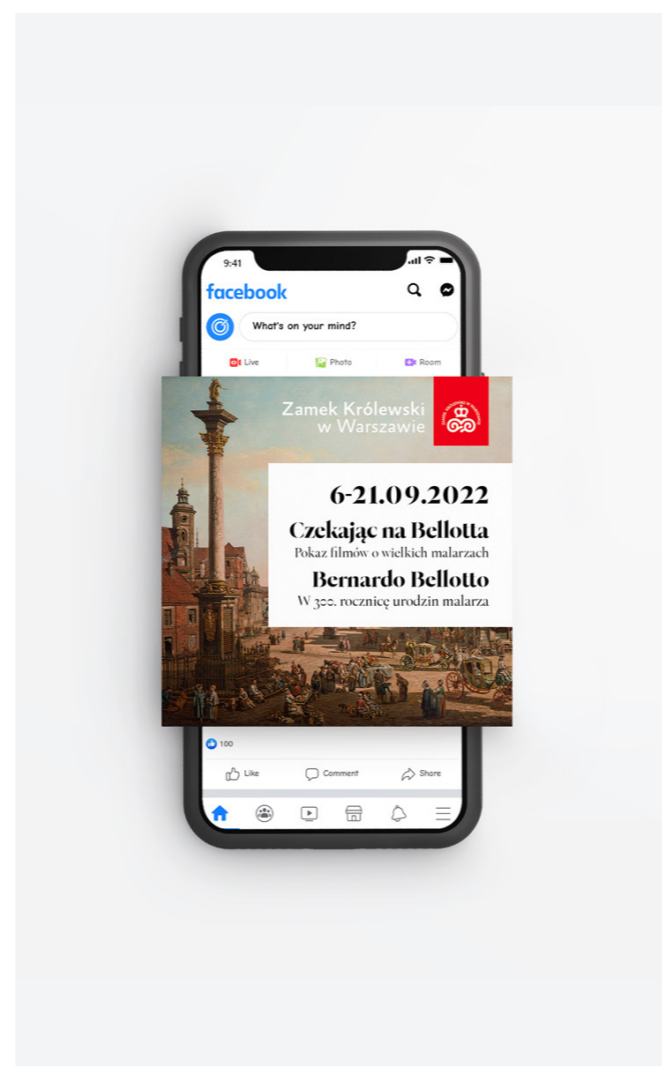 9:41
facebook
What's on your mind?
Live
Photo
Room
Zamek Królewski
w Warszawie
6-21.09.2022
Czekając na Bellotta
Pokaz filmów o wielkich malarzach
Bernardo Bellotto
W 300. rocznicę urodzin malarza
100
Like
Comment
Share